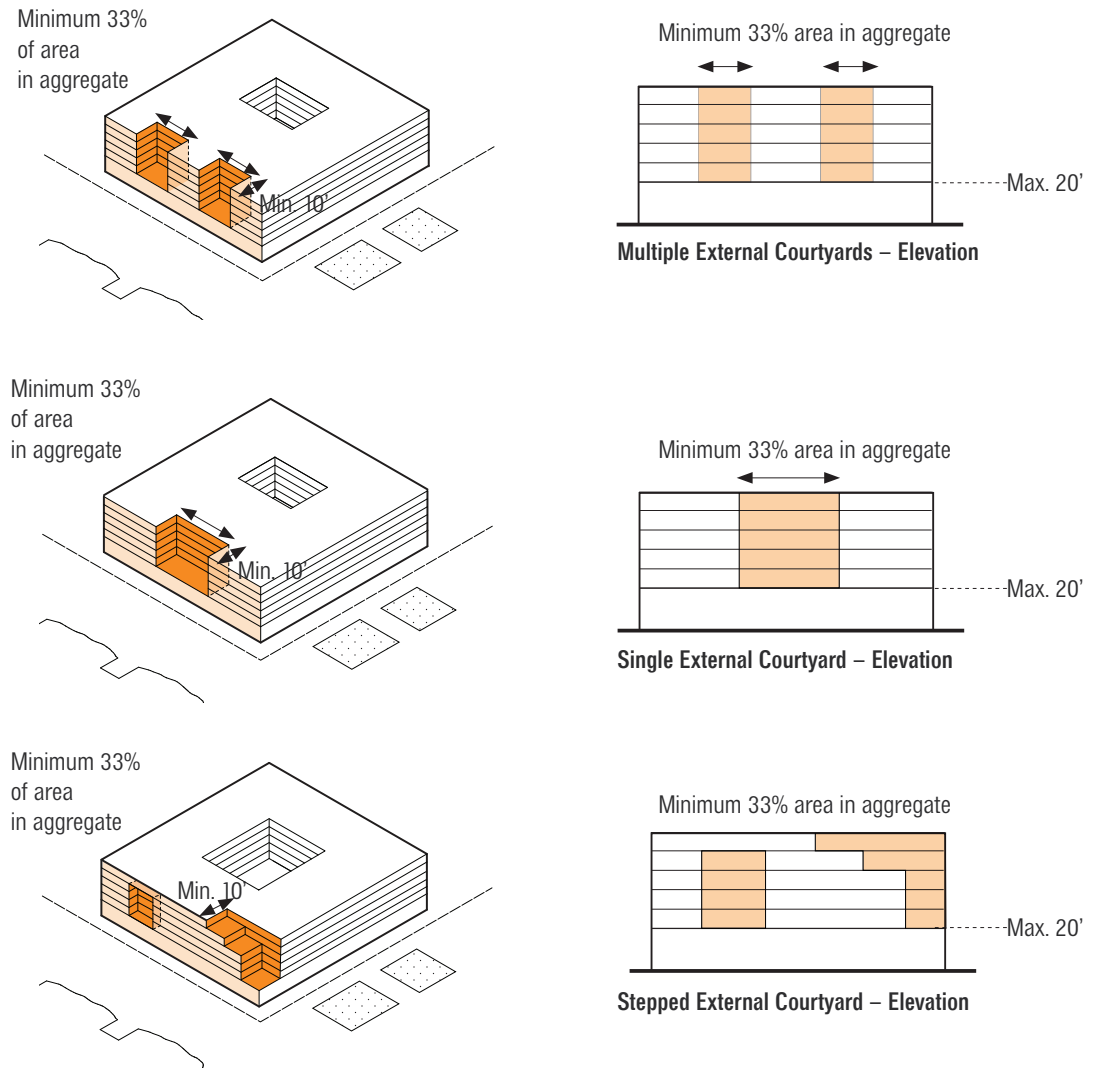 Minimum 33%
of area
in aggregate
Min. 10'
Minimum 33% area in aggregate
Max. 20'
Multiple External Courtyards – Elevation
Minimum 33%
of area
in aggregate
Min. 10'
Minimum 33% area in aggregate
Max. 20'
Single External Courtyard – Elevation
Minimum 33%
of area
in aggregate
Min. 10'
Minimum 33% area in aggregate
Max. 20'
Stepped External Courtyard – Elevation